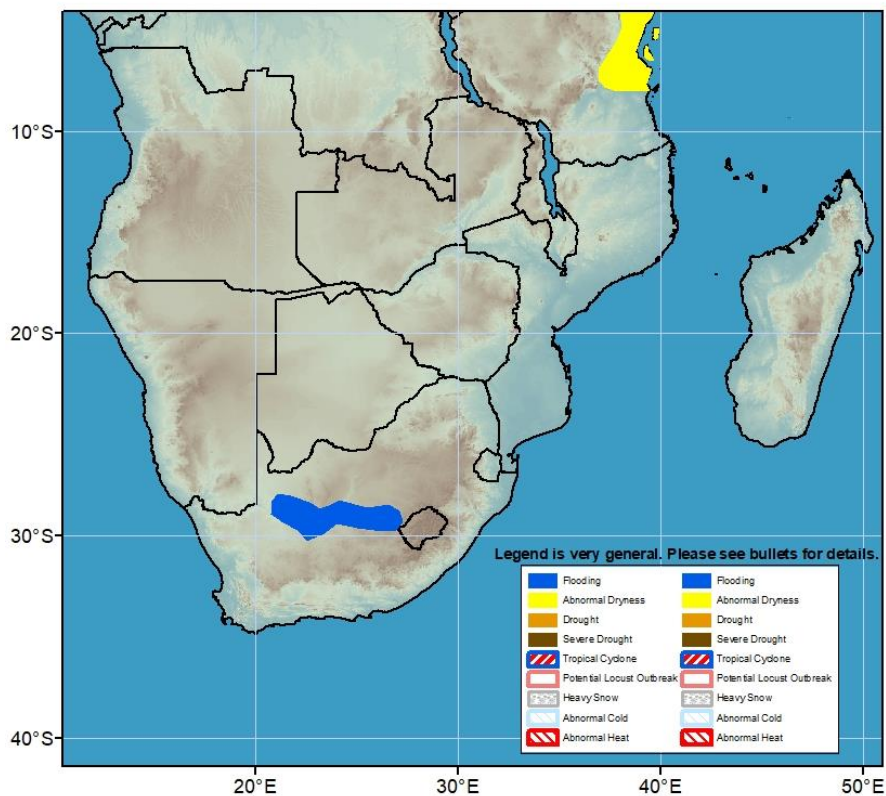 10°S
20°S
30°S
40°S
20°E 30°E 40°E 50°E
Legend is very general. Please see bullets for details.
Flooding Flooding
Abnormal Dryness Abnormal Dryness
Drought Drought
Severe Drought Severe Drought
Tropical Cyclone Tropical Cyclone
Potential Locust Outbreak Potential Locust Outbreak
Heavy Snow Heavy Snow
Abnormal Cold Abnormal Cold
Abnormal Heat Abnormal Heat